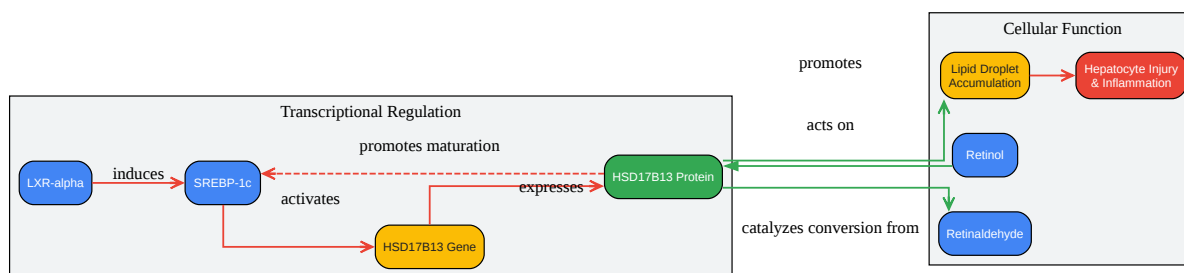 Cellular Function
promotes
Lipid Droplet
Accumulation
Hepatocyte Injury
& Inflammation
Transcriptional Regulation
acts on
promotes maturation
Retinol
LXR-alpha
induces
SREBP-1c
activates
expresses
HSD17B13 Protein
HSD17B13 Gene
catalyzes conversion from
Retinaldehyde